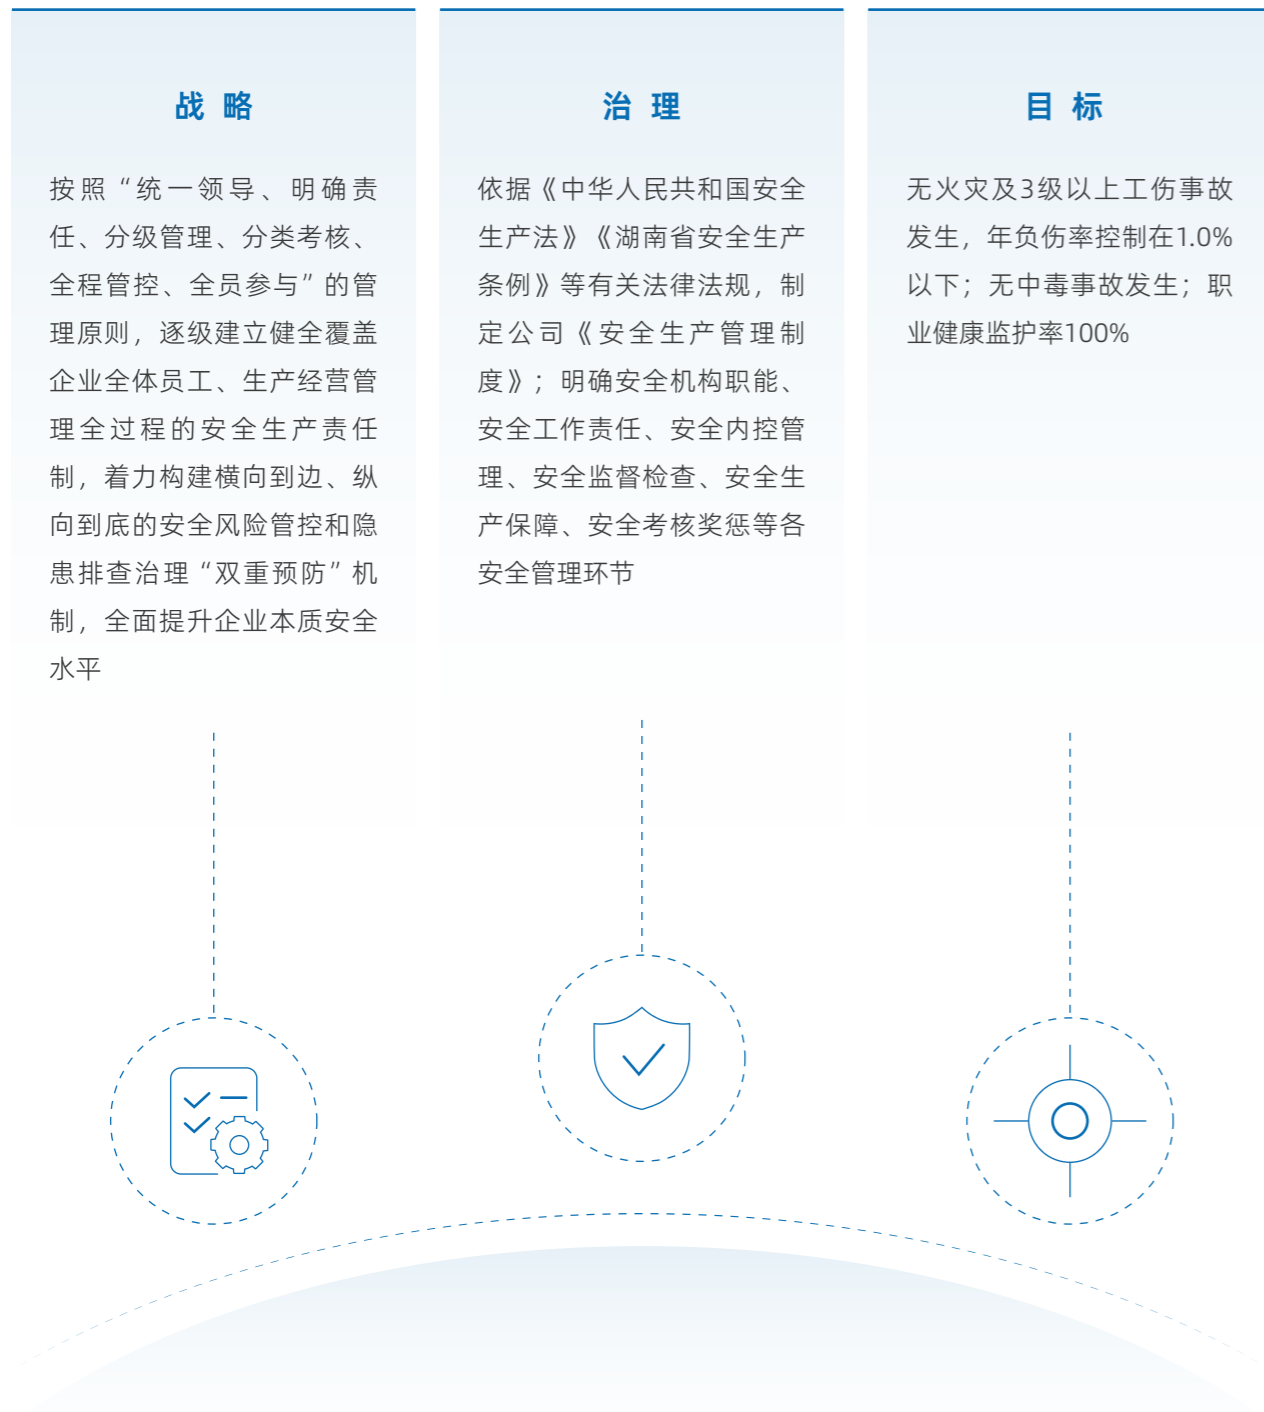 战略
按照“统一领导、明确责
任、分级管理、分类考核、
全程管控、全员参与”的管
理原则，逐级建立健全覆盖
企业全体员工、生产经营管
理全过程的安全生产责任
制，着力构建横向到边、纵
向到底的安全风险管控和隐
患排查治理“双重预防”机
制，全面提升企业本质安全
水平
治理
依据《中华人民共和国安全
生产法》《湖南省安全生产
条例》等有关法律法规，制
定公司《安全生产管理制
度》；明确安全机构职能、
安全工作责任、安全内控管
理、安全监督检查、安全生
产保障、安全考核奖惩等各
安全管理环节
目标
无火灾及3级以上工伤事故
发生，年负伤率控制在1.0%
以下；无中毒事故发生；职
业健康监护率100%